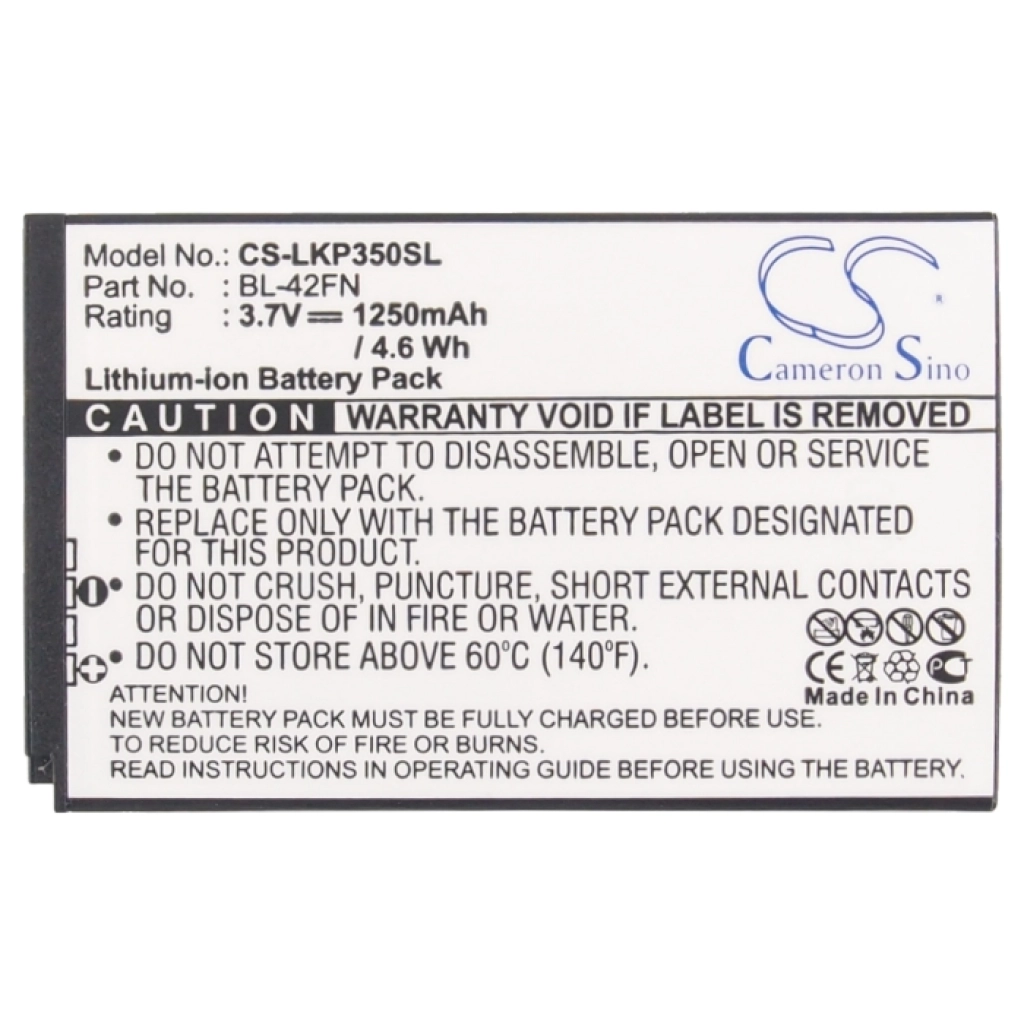 Model No.: CS-LKP350SL
Part No. : BL-42FN
Rating : 3.7V 1250mAh
/ 4.6 Wh
Lithium-ion Battery Pack
CS
®
Cameron Sino
CAUTION WARRANTY VOID IF LABEL IS REMOVED
• DO NOT ATTEMPT TO DISASSEMBLE, OPEN OR SERVICE
THE BATTERY PACK.
• REPLACE ONLY WITH THE BATTERY PACK DESIGNATED
FOR THIS PRODUCT.
• DO NOT CRUSH, PUNCTURE, SHORT EXTERNAL CONTACTS
OR DISPOSE OF IN FIRE OR WATER.
• DO NOT STORE ABOVE 60°C (140°F).
CE PCT
Made In China
ATTENTION:
NEW BATTERY PACK MUST BE FULLY CHARGED BEFORE USE.
TO REDUCE RISK OF FIRE OR BURNS.
READ INSTRUCTIONS IN OPERATING GUIDE BEFORE USING THE BATTERY.